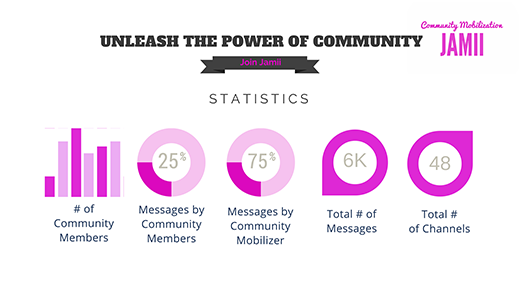 Community Mobilization
JAMII
UNLEASH THE POWER OF COMMUNITY
Join Jamii
STATISTICS
25%
75%
6K
48
# of
Community
Members
Messages by
Community
Members
Messages by
Community
Mobilizer
Total # of
Messages
Total #
of Channels